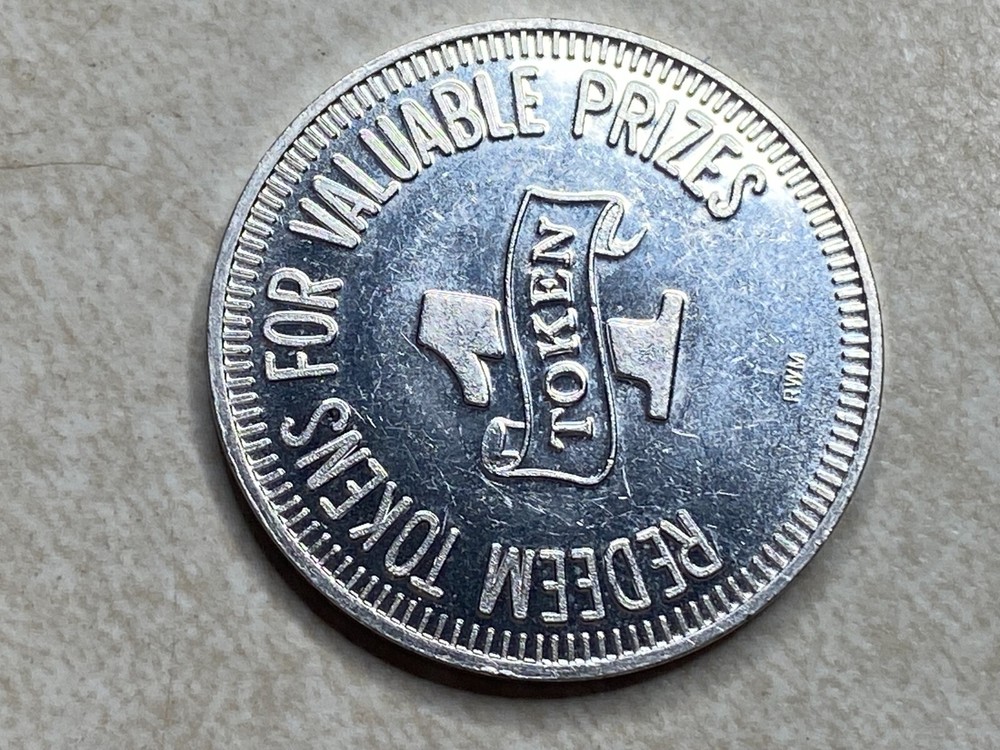 REDEEM TOKENS FOR VALUABLE PRIZES
1
TOKEN
RWM